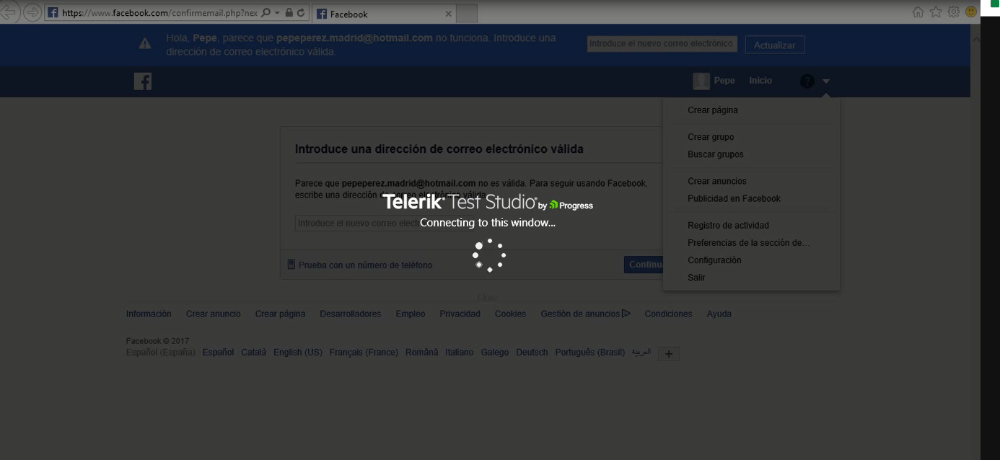 https://www.facebook.com/confirmemail.php?nex
Facebook
Hola, Pepe, parece que pepeperez.madrid@hotmail.com no funciona. Introduce una
dirección de correo electrónico válida.
Introduce el nuevo correo electrónico
Actualizar
Pepe
Inicio
?
Crear página
Crear grupo
Buscar grupos
Crear anuncios
Publicidad en Facebook
Registro de actividad
Preferencias de la sección de...
Configuración
Salir
Introduce una dirección de correo electrónico válida
Parece que pepeperez.madrid@hotmail.com no es válida. Para seguir usando Facebook,
escribe una dirección de correo electrónico válida.
Telerik Test Studio by Progress
Introduce el nuevo correo elect
Connecting to this window...
Prueba con un número de teléfono
Continu
Close
Información Crear anuncio Crear página Desarrolladores Empleo Privacidad Cookies Gestión de anuncios Condiciones Ayuda
Facebook © 2017
Español (España) Español Català English (US) Français (France) Română Italiano Galego Deutsch Português (Brasil) العربية +